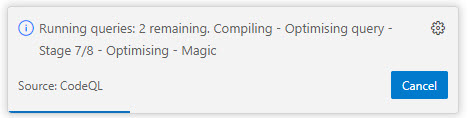 Running queries: 2 remaining. Compiling - Optimising query -
Stage 7/8 - Optimising - Magic
Source: CodeQL
Cancel